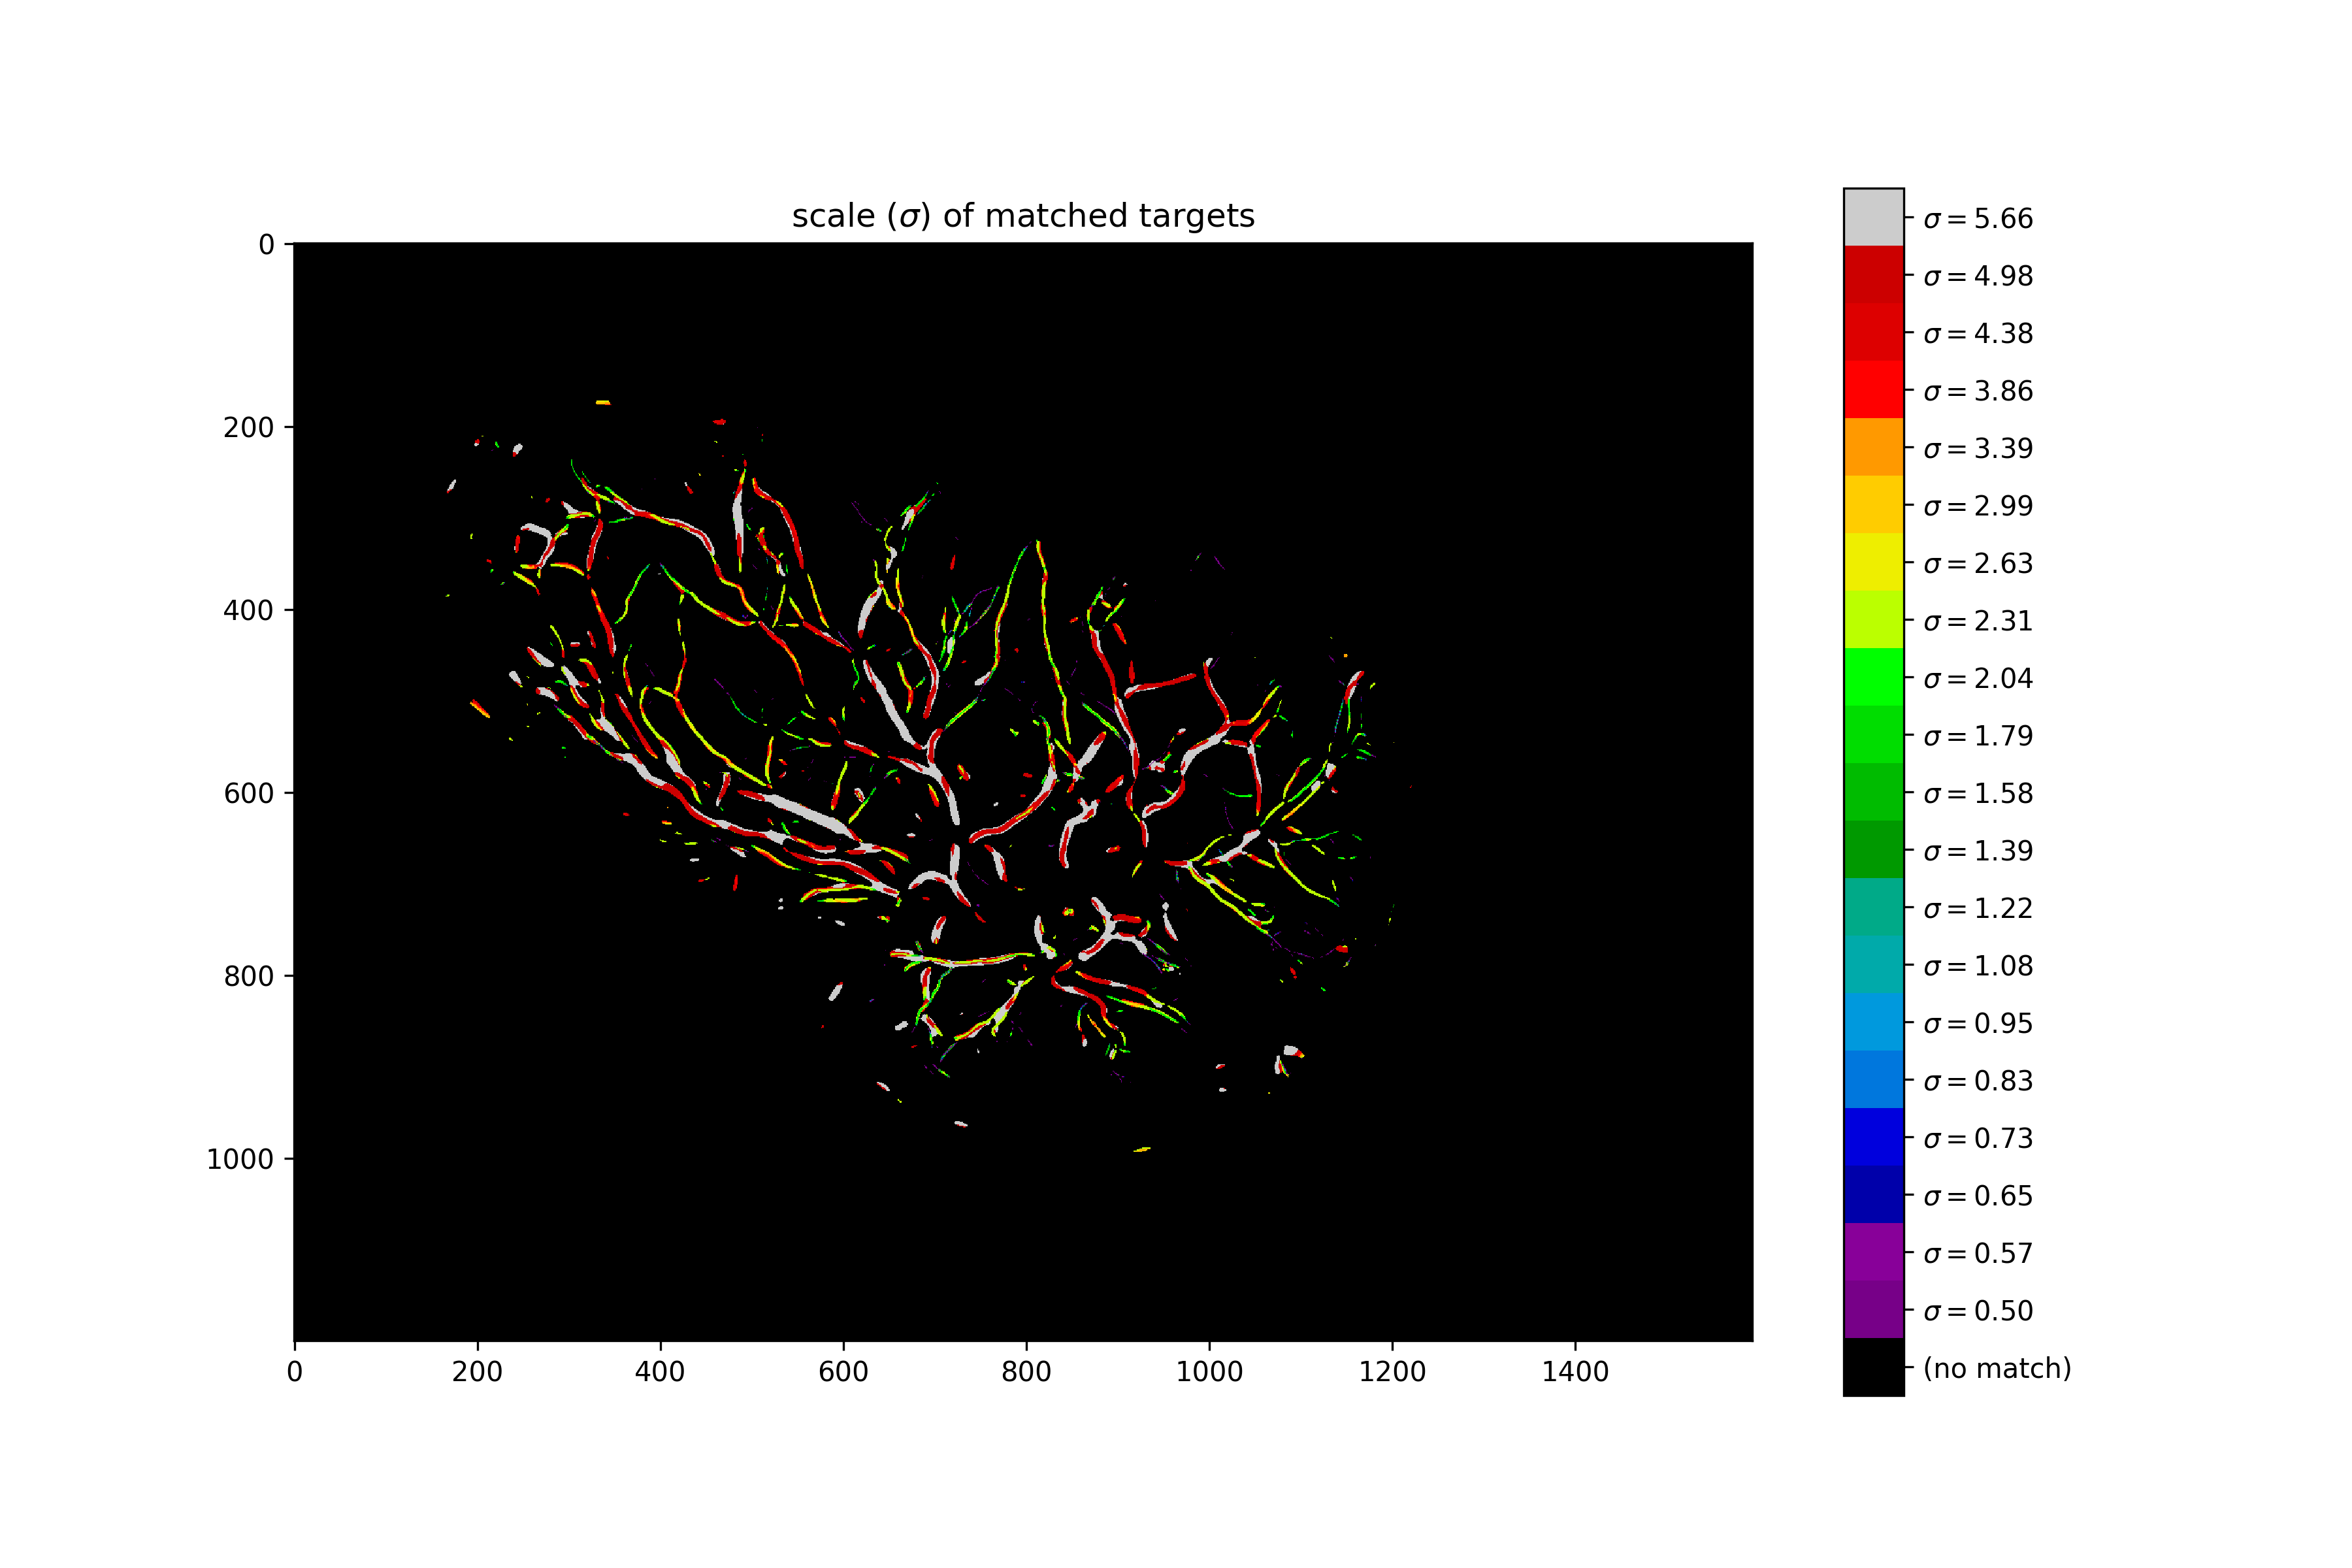 scale (σ) of matched targets
0
200
400
600
800
1000
0 200 400 600 800 1000 1200 1400
σ = 5.66
σ = 4.98
σ = 4.38
σ = 3.86
σ = 3.39
σ = 2.99
σ = 2.63
σ = 2.31
σ = 2.04
σ = 1.79
σ = 1.58
σ = 1.39
σ = 1.22
σ = 1.08
σ = 0.95
σ = 0.83
σ = 0.73
σ = 0.65
σ = 0.57
σ = 0.50
(no match)